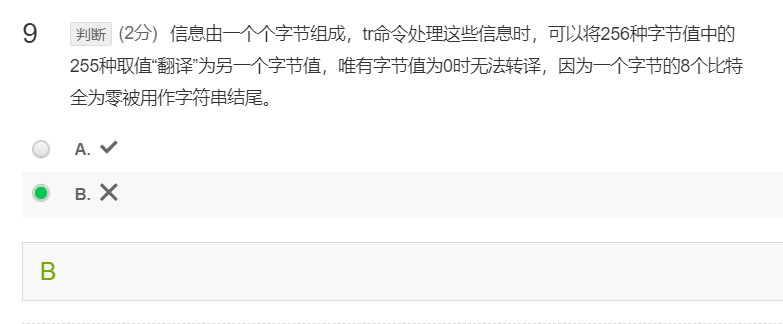 9 判断 (2分) 信息由一个个字节组成，tr命令处理这些信息时，可以将256种字节值中的
255种取值“翻译”为另一个字节值，唯有字节值为0时无法转译，因为一个字节的8个比特
全为零被用作字符串结尾。
A. ✓
B. ✕
B